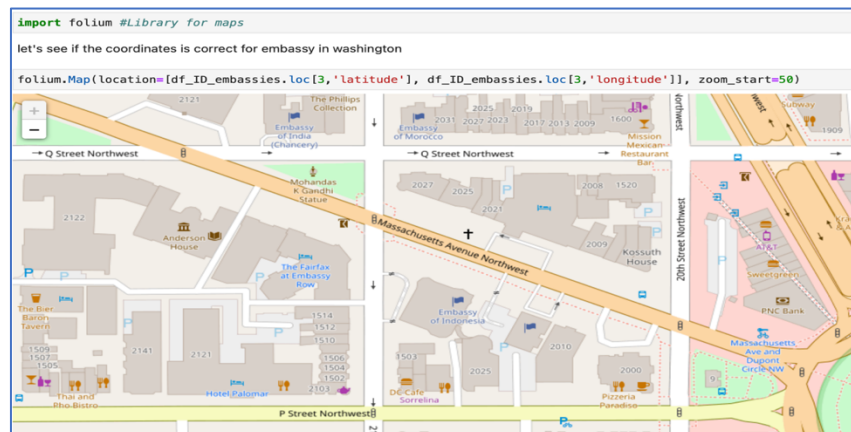 import folium #Library for maps
let's see if the coordinates is correct for embassy in washington
folium.Map(location=[df_ID_embassies.loc[3,'latitude'], df_ID_embassies.loc[3,'longitude']], zoom_start=50)
+
−
2121
The Phillips
Collection
Embassy
of India
(Chancery)
Embassy
of Morocco
2031
2027
2025
2023
2019
2017
2013
2009
1600
Mission
Mexican
Restaurant
Bar
Northwest
Subway
1909
Q Street Northwest
Q Street Northwest
Mohandas
K Gandhi
Statue
2122
Anderson
House
The Fairfax
at Embassy
Row
2027
2025
2021
2008
1520
2009
Kossuth
House
Massachusetts Avenue Northwest
20th Street Northwest
AT&T
Sweetgreen
PNC Bank
P
The Bier
Baron
Tavern
1509
1507
1505
2141
2121
1514
1512
1510
1506
1504
1502
2103
Thai and
Pho Bistro
Hotel Palomar
Embassy
of Indonesia
1503
DC Cafe
Sorrelina
2025
2010
2000
Pizzeria
Paradiso
Massachusetts
Ave and
Dupont
Circle NW
9
P Street Northwest